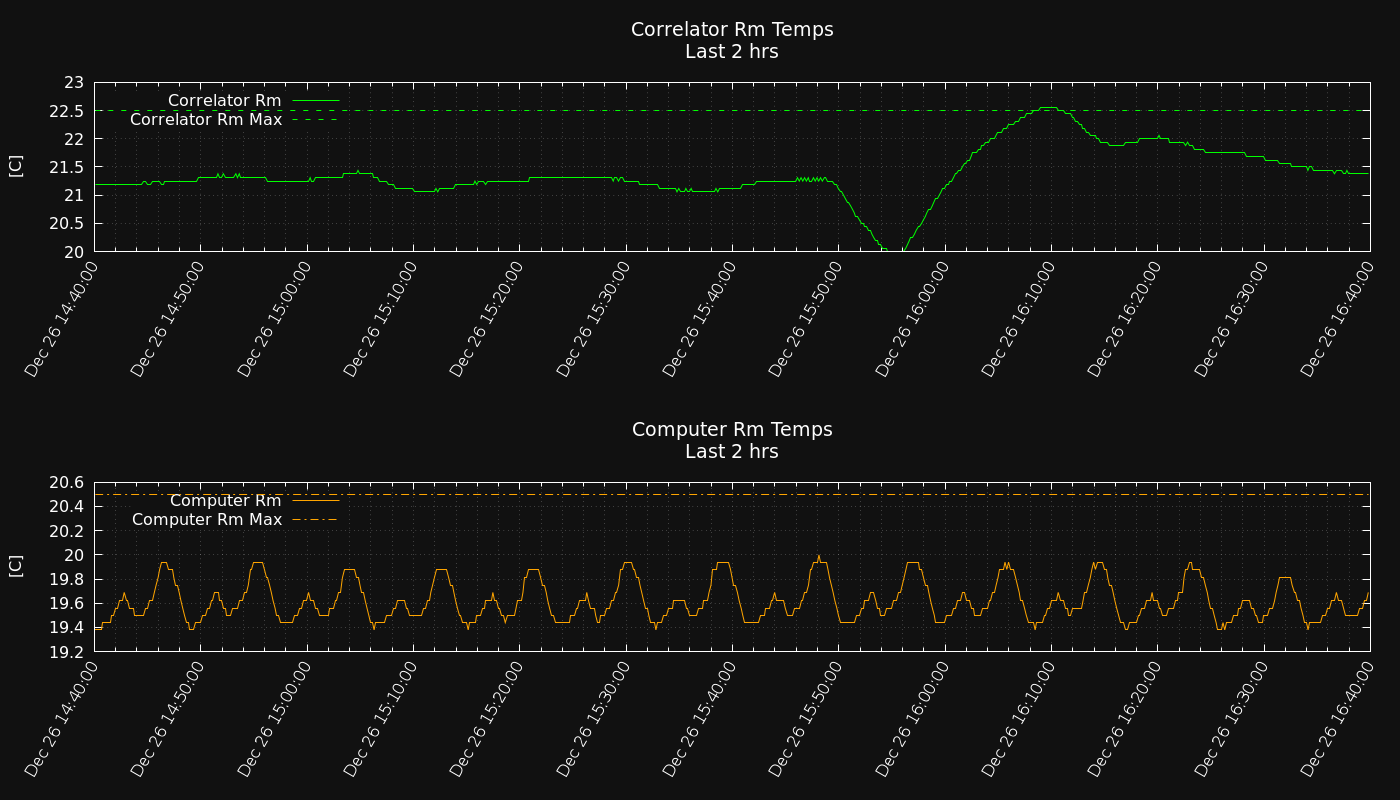 Correlator Rm Temps
Last 2 hrs
23
22.5
22
21.5
21
20.5
20
[C]
Correlator Rm
Correlator Rm Max
Dec 26 14:40:00
Dec 26 14:50:00
Dec 26 15:00:00
Dec 26 15:10:00
Dec 26 15:20:00
Dec 26 15:30:00
Dec 26 15:40:00
Dec 26 15:50:00
Dec 26 16:00:00
Dec 26 16:10:00
Dec 26 16:20:00
Dec 26 16:30:00
Dec 26 16:40:00
Computer Rm Temps
Last 2 hrs
20.6
20.4
20.2
20
19.8
19.6
19.4
19.2
[C]
Computer Rm
Computer Rm Max
Dec 26 14:40:00
Dec 26 14:50:00
Dec 26 15:00:00
Dec 26 15:10:00
Dec 26 15:20:00
Dec 26 15:30:00
Dec 26 15:40:00
Dec 26 15:50:00
Dec 26 16:00:00
Dec 26 16:10:00
Dec 26 16:20:00
Dec 26 16:30:00
Dec 26 16:40:00